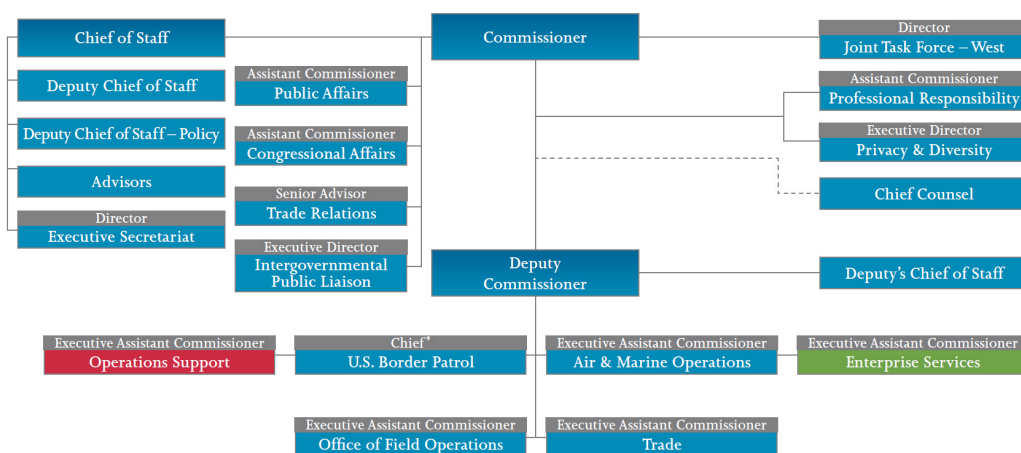 Chief of Staff
Deputy Chief of Staff
Deputy Chief of Staff – Policy
Advisors
Director
Executive Secretariat
Assistant Commissioner
Public Affairs
Assistant Commissioner
Congressional Affairs
Senior Advisor
Trade Relations
Executive Director
Intergovernmental
Public Liaison
Commissioner
Director
Joint Task Force – West
Assistant Commissioner
Professional Responsibility
Executive Director
Privacy & Diversity
Chief Counsel
Deputy
Commissioner
Deputy's Chief of Staff
Executive Assistant Commissioner
Operations Support
Chief*
U.S. Border Patrol
Executive Assistant Commissioner
Air & Marine Operations
Executive Assistant Commissioner
Enterprise Services
Executive Assistant Commissioner
Office of Field Operations
Executive Assistant Commissioner
Trade